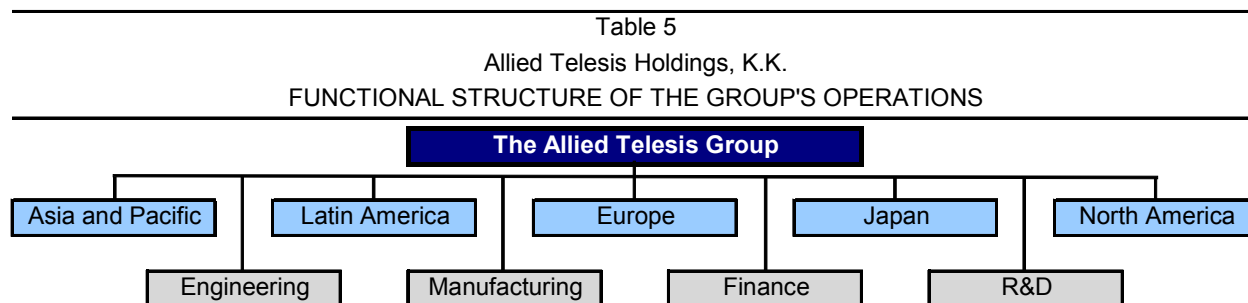 Table 5
Allied Telesis Holdings, K.K.
FUNCTIONAL STRUCTURE OF THE GROUP'S OPERATIONS
The Allied Telesis Group
Asia and Pacific
Latin America
Europe
Japan
North America
Engineering
Manufacturing
Finance
R&D